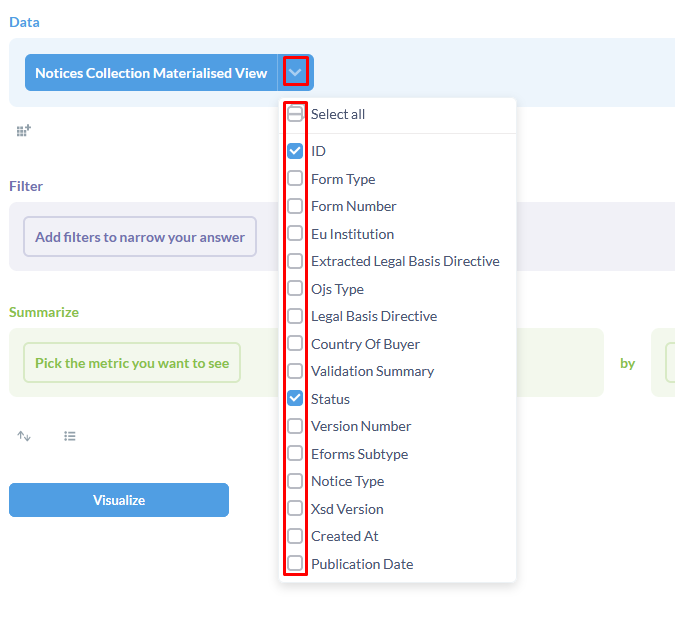 Data
Notices Collection Materialised View
Select all
ID
Filter
Form Type
Form Number
Add filters to narrow your answer
Eu Institution
Extracted Legal Basis Directive
Ojs Type
Summarize
Legal Basis Directive
Country Of Buyer
Pick the metric you want to see
by
Validation Summary
Status
Version Number
Eforms Subtype
Notice Type
Visualize
Xsd Version
Created At
Publication Date